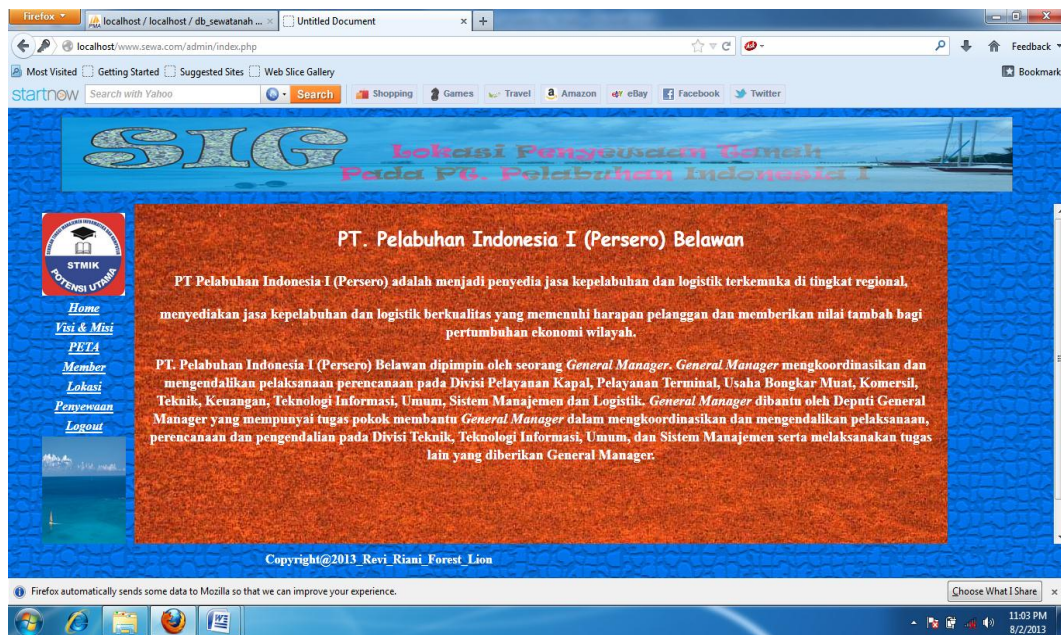 Firefox
localhost / localhost / db_sewatanah ...
Untitled Document
localhost/www.sewa.com/admin/index.php
Feedback
Most Visited Getting Started Suggested Sites Web Slice Gallery
Bookmark
startnow Search with Yahoo Search Shopping Games Travel Amazon eBay Facebook Twitter
SIG
Lokasi Penyewaan Tanah
Pada PT. Pelabuhan Indonesia I
STMIK
POTENSI UTAMA
Home
Visi & Misi
PETA
Member
Lokasi
Penyewaan
Logout
PT. Pelabuhan Indonesia I (Persero) Belawan
PT Pelabuhan Indonesia I (Persero) adalah menjadi penyedia jasa kepelabuhan dan logistik terkemuka di tingkat regional,
menyediakan jasa kepelabuhan dan logistik berkualitas yang memenuhi harapan pelanggan dan memberikan nilai tambah bagi
pertumbuhan ekonomi wilayah.
PT. Pelabuhan Indonesia I (Persero) Belawan dipimpin oleh seorang General Manager. General Manager mengkoordinasikan dan
mengendalikan pelaksanaan perencanaan pada Divisi Pelayanan Kapal, Pelayanan Terminal, Usaha Bongkar Muat, Komersil,
Teknik, Keuangan, Teknologi Informasi, Umum, Sistem Manajemen dan Logistik. General Manager dibantu oleh Deputi General
Manager yang mempunyai tugas pokok membantu General Manager dalam mengkoordinasikan dan mengendalikan pelaksanaan,
perencanaan dan pengendalian pada Divisi Teknik, Teknologi Informasi, Umum, dan Sistem Manajemen serta melaksanakan tugas
lain yang diberikan General Manager.
Copyright@2013_Revi_Riani_Forest_Lion
Firefox automatically sends some data to Mozilla so that we can improve your experience.
Choose What I Share
11:03 PM
8/2/2013